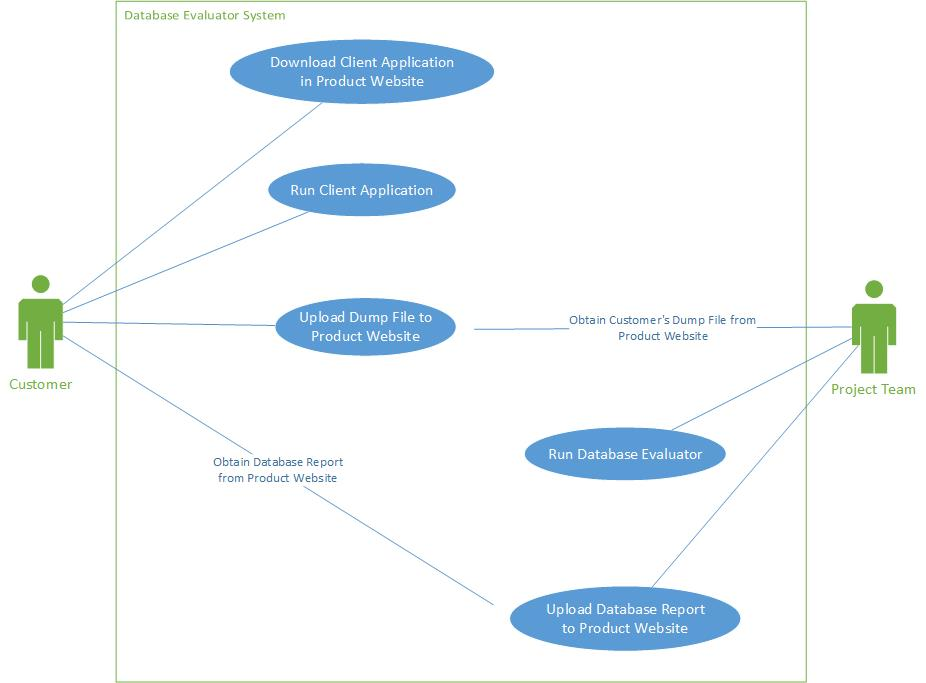 Database Evaluator System
Download Client Application
in Product Website
Run Client Application
Upload Dump File to
Product Website
Obtain Customer's Dump File from
Product Website
Customer
Project Team
Run Database Evaluator
Obtain Database Report
from Product Website
Upload Database Report
to Product Website